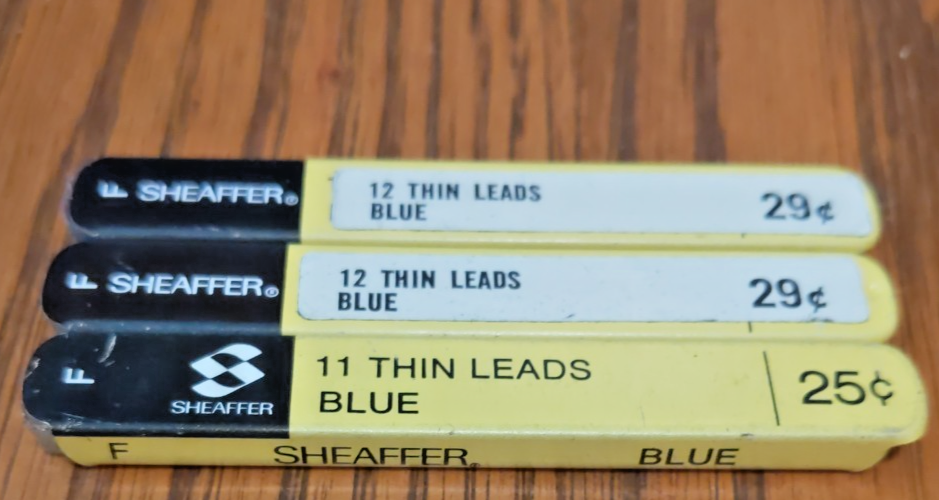 F SHEAFFER®
12 THIN LEADS
BLUE
29¢
F SHEAFFER®
12 THIN LEADS
BLUE
29¢
F
SHEAFFER
11 THIN LEADS
BLUE
25¢
F SHEAFFER® BLUE